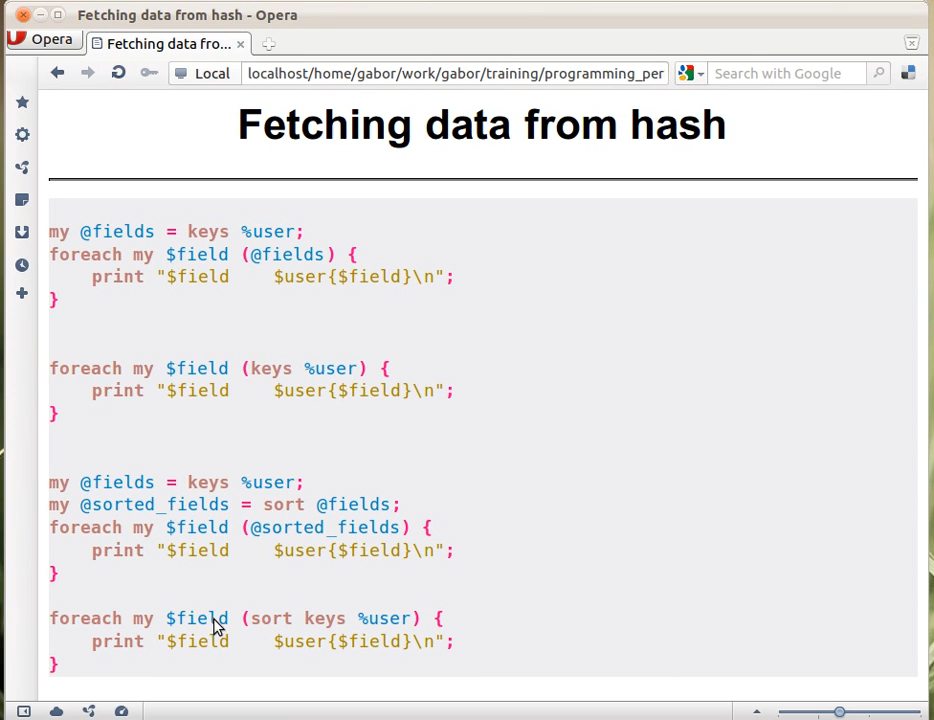 Fetching data from hash - Opera
Opera
Fetching data fro...
Local
localhost/home/gabor/work/gabor/training/programming_per
Search with Google
Fetching data from hash
my @fields = keys %user;
foreach my $field (@fields) {
    print "$field    $user{$field}\n";
}
foreach my $field (keys %user) {
    print "$field    $user{$field}\n";
}
my @fields = keys %user;
my @sorted_fields = sort @fields;
foreach my $field (@sorted_fields) {
    print "$field    $user{$field}\n";
}
foreach my $field (sort keys %user) {
    print "$field    $user{$field}\n";
}